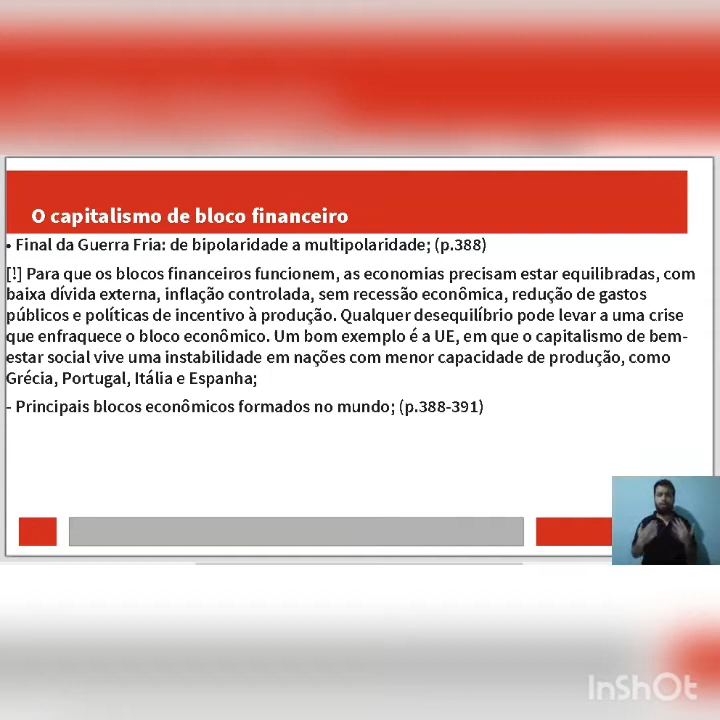 O capitalismo de bloco financeiro
• Final da Guerra Fria: de bipolaridade a multipolaridade; (p.388)
[!] Para que os blocos financeiros funcionem, as economias precisam estar equilibradas, com
baixa dívida externa, inflação controlada, sem recessão econômica, redução de gastos
públicos e políticas de incentivo à produção. Qualquer desequilíbrio pode levar a uma crise
que enfraquece o bloco econômico. Um bom exemplo é a UE, em que o capitalismo de bem-
estar social vive uma instabilidade em nações com menor capacidade de produção, como
Grécia, Portugal, Itália e Espanha;
- Principais blocos econômicos formados no mundo; (p.388-391)
InShOt